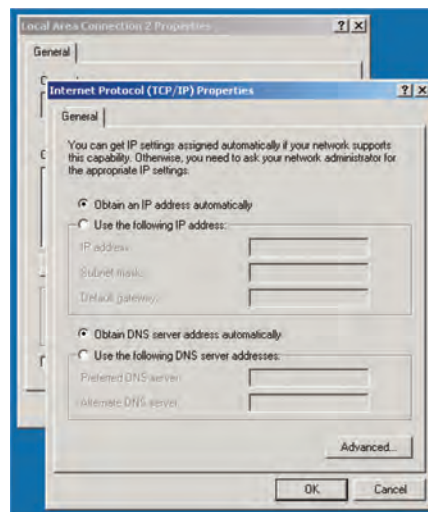 Local Area Connection 2 Properties
General
Internet Protocol (TCP/IP) Properties
General
You can get IP settings assigned automatically if your network supports
this capability. Otherwise, you need to ask your network administrator for
the appropriate IP settings.
Obtain an IP address automatically
Use the following IP address:
IP address:
Subnet mask:
Default gateway:
Obtain DNS server address automatically
Use the following DNS server addresses:
Preferred DNS server:
Alternate DNS server:
Advanced...
OK
Cancel